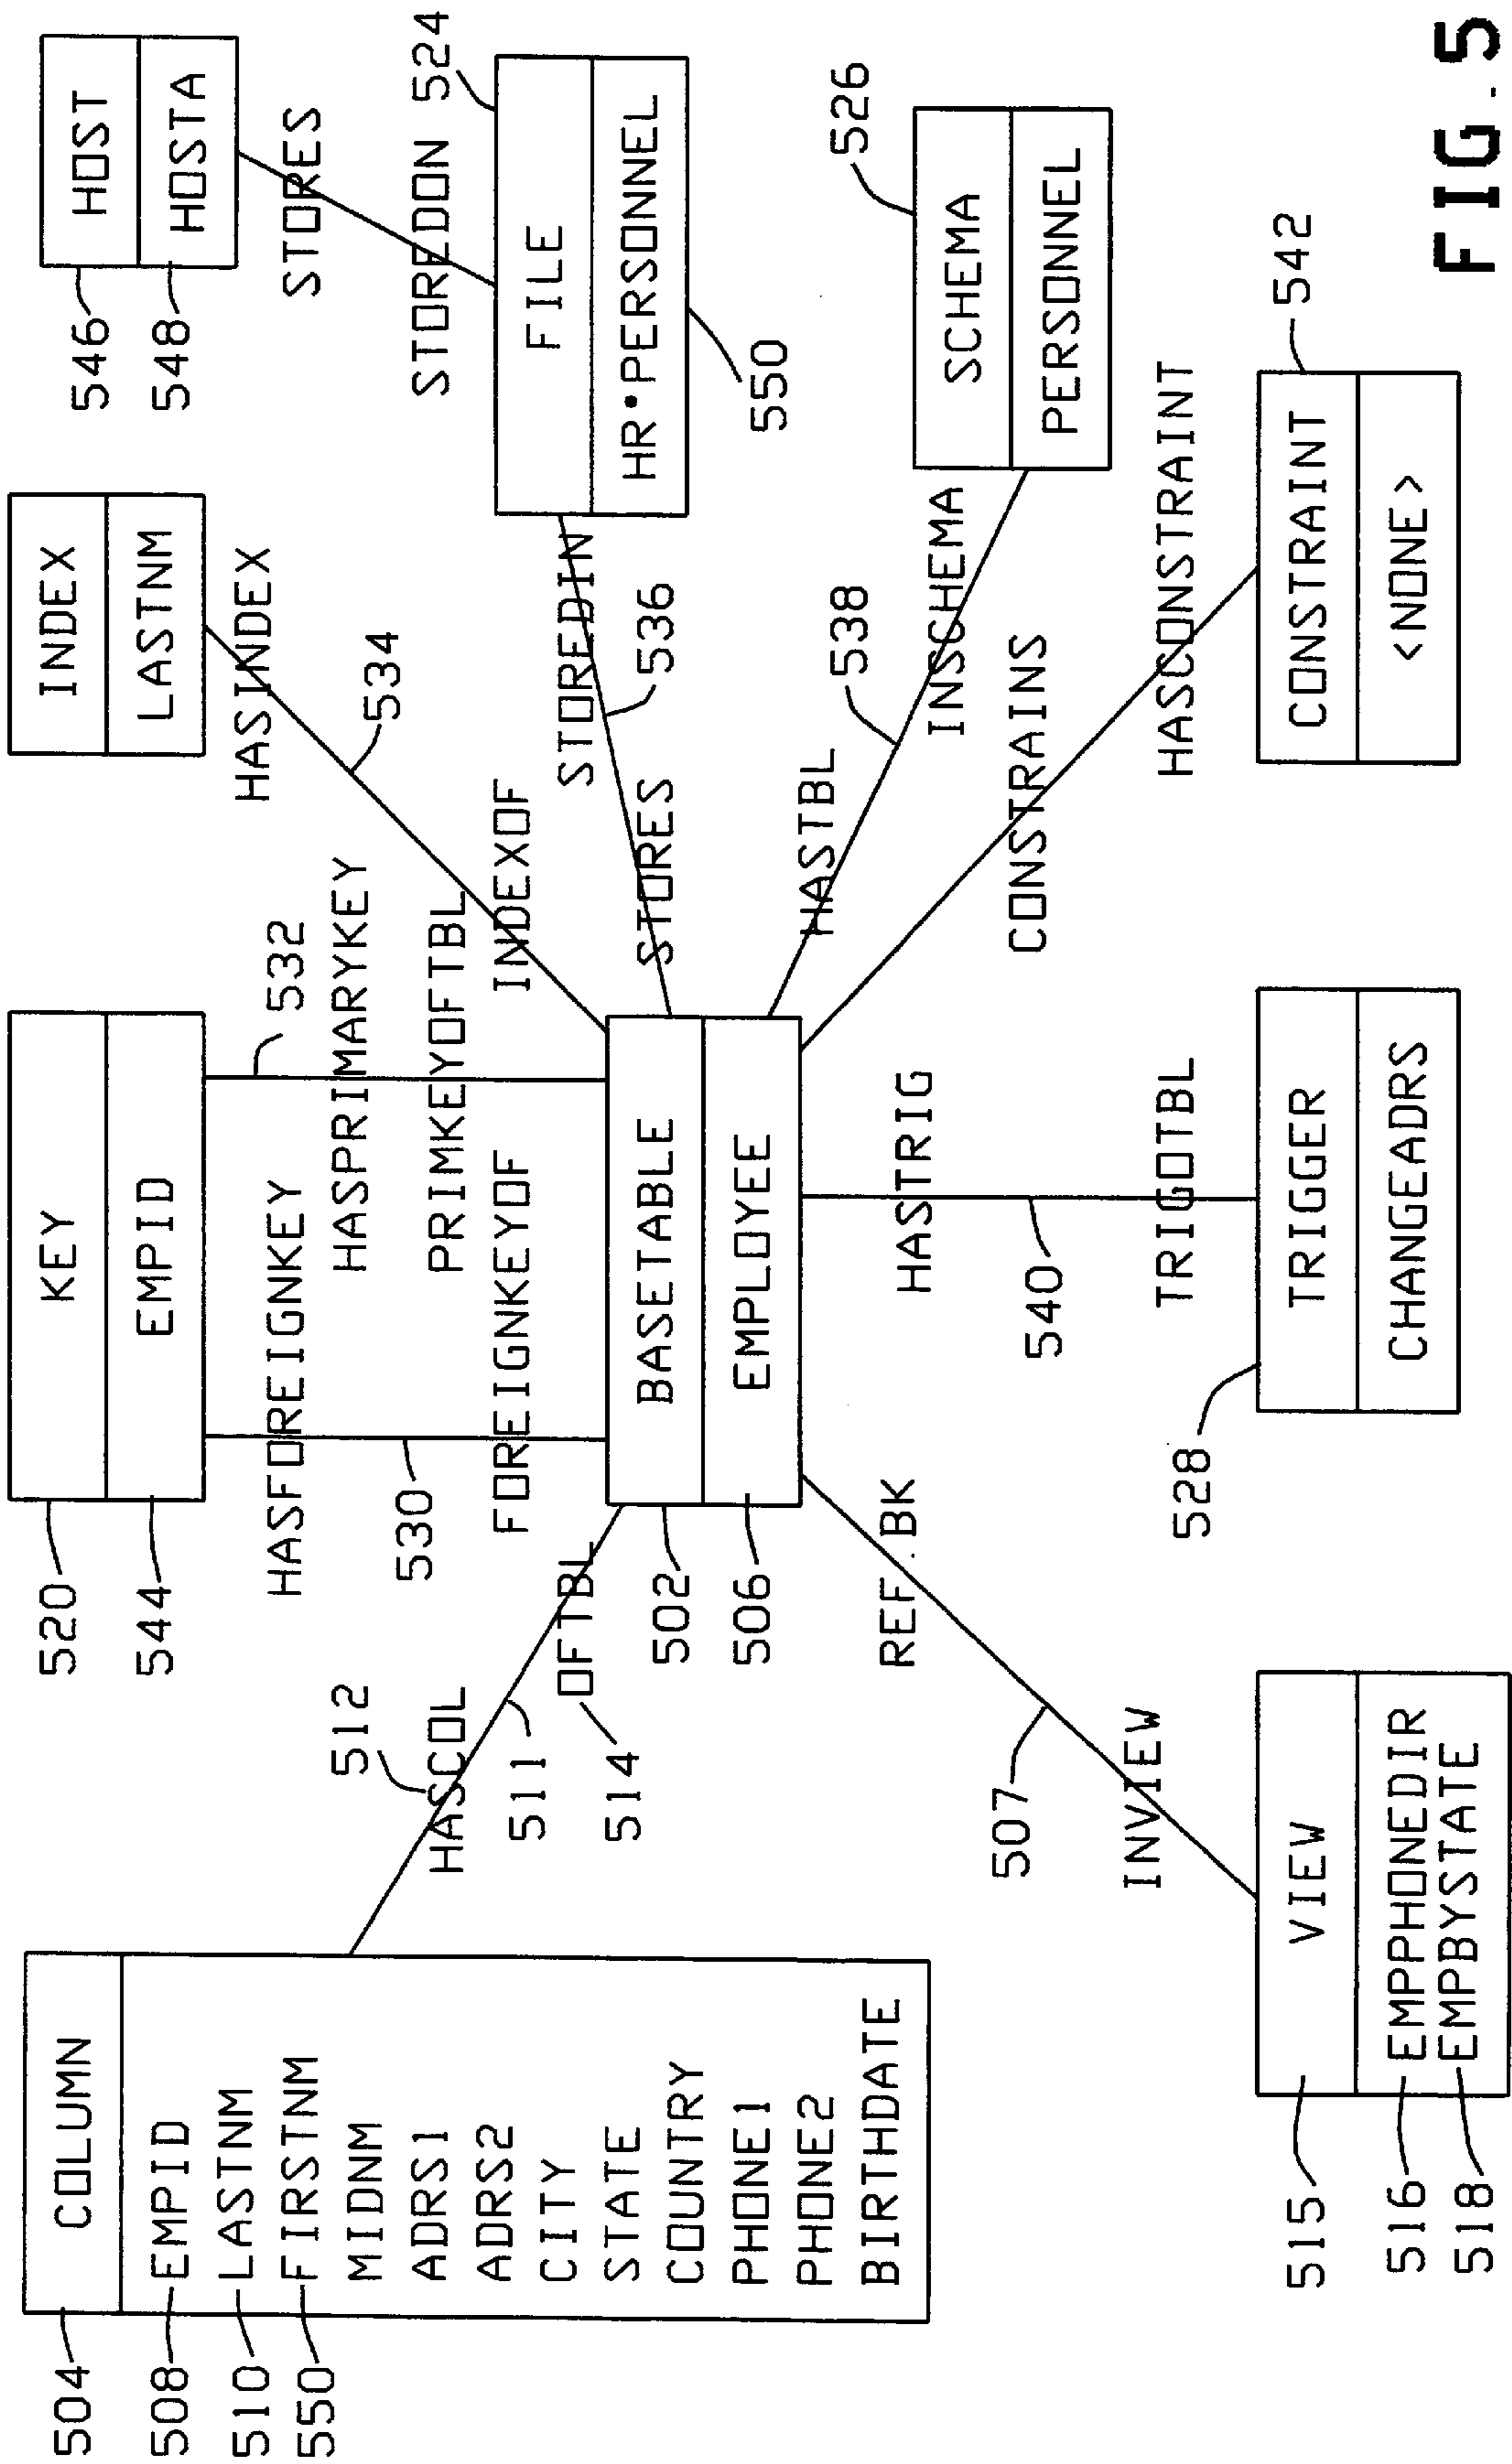 COLUMN
504
508
EMPID
510
LASTNM
550
FIRSTNM
MIDNM
ADRS1
ADRS2
CITY
STATE
COUNTRY
PHONE1
PHONE2
BIRTHDATE
512
HASCOL
511
OFTBL
514
520
KEY
544
EMPID
HASFOREIGNKEY
530
FOREIGNKEYOF
532
HASPRIMARYKEY
PRIMKEYOFTBL
INDEX
LASTNM
HASINDEX
534
INDEXOF
HOST
546
HOSTA
548
STORES
STOREDON
524
FILE
HR•PERSONNEL
550
STOREDIN
536
STORES
BASETABLE
502
EMPLOYEE
506
526
SCHEMA
PERSONNEL
HASTBL
538
INSCHEMA
CONSTRAINS
HASCONSTRAINT
542
CONSTRAINT
<NONE>
HASTRIG
540
TRIGOTBL
528
TRIGGER
CHANGEADRS
REF.BK
507
INVIEW
515
VIEW
516
EMPPHONEDIR
518
EMPBYSTATE
FIG.5